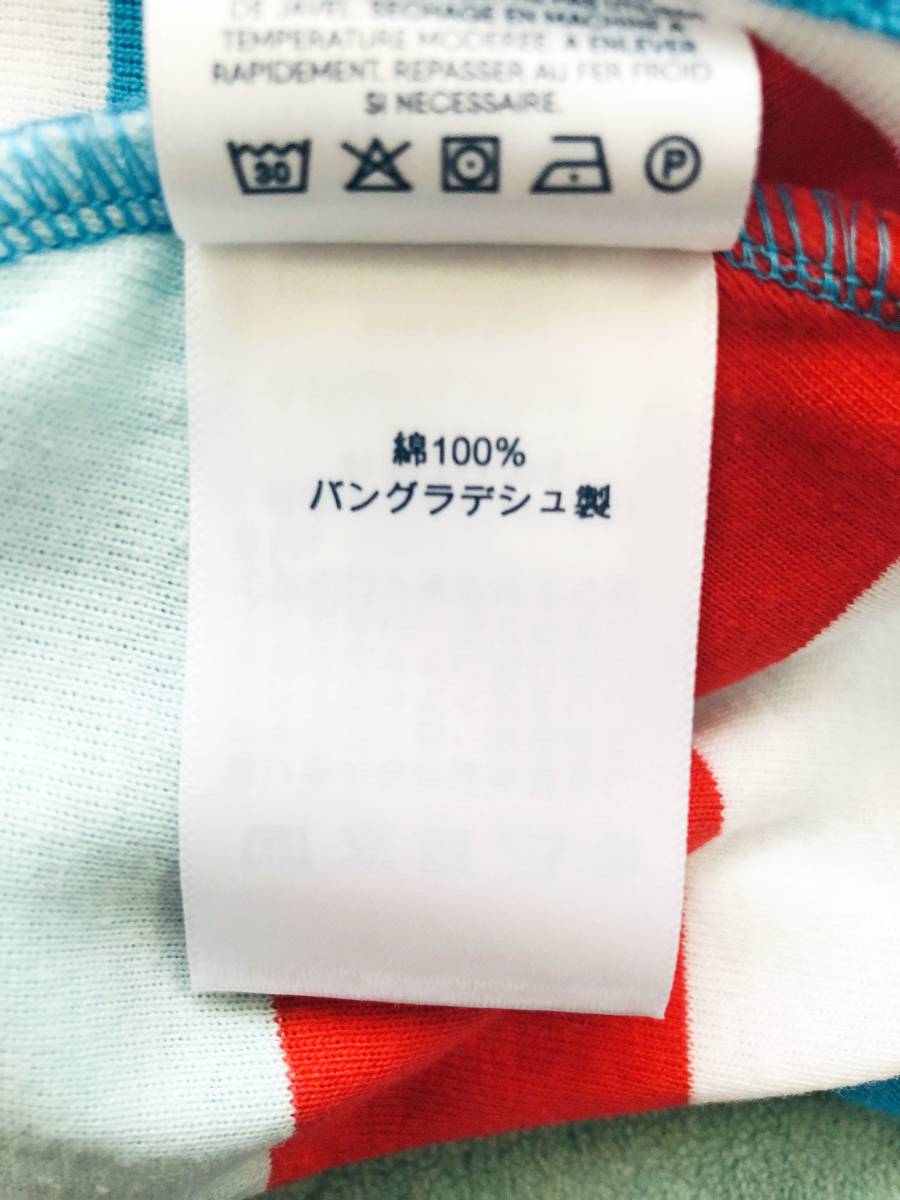 DE JAVEL, SECHAGE EN MACHINE A
TEMPERATURE MODEREE. A ENLEVER
RAPIDEMENT. REPASSER AU FER FROID
SI NECESSAIRE.
30 P
綿100%
バングラデシュ製